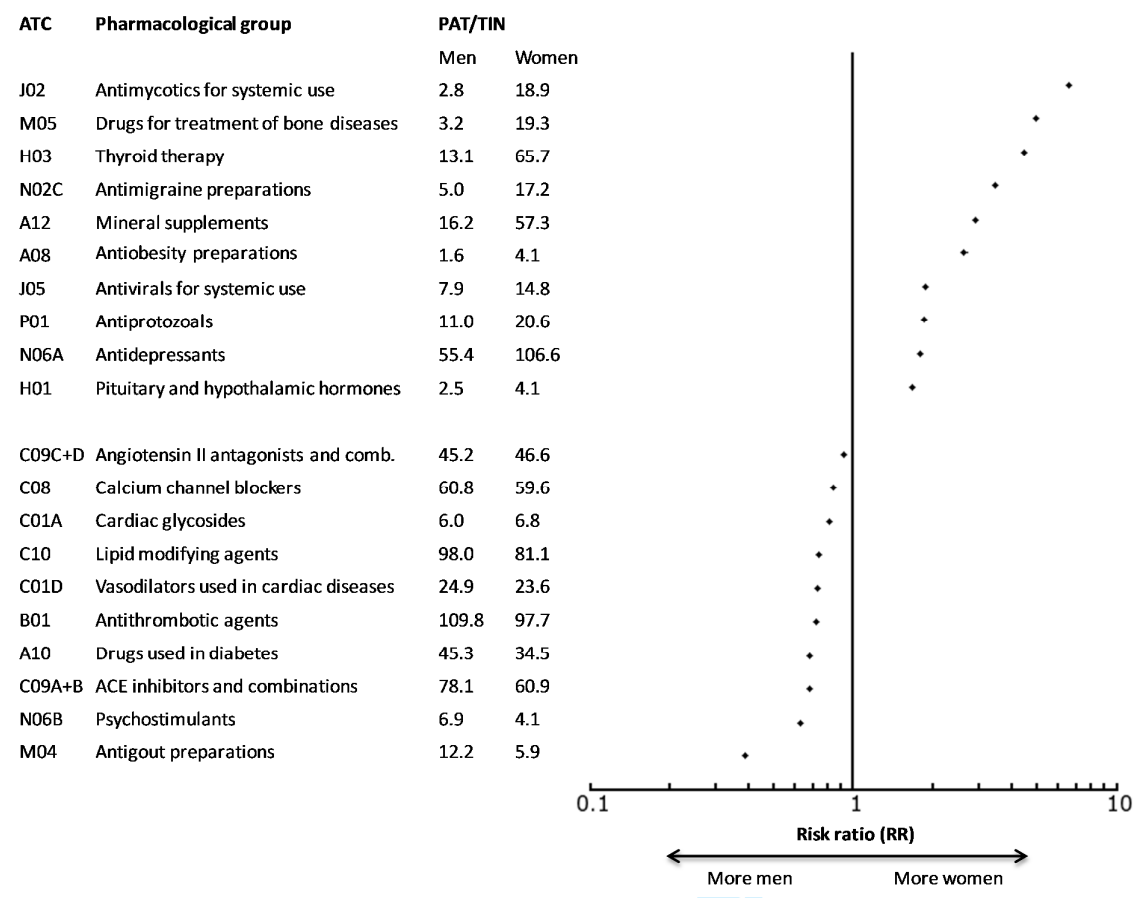 ATC Pharmacological group PAT/TIN
Men Women
J02 Antimycotics for systemic use 2.8 18.9
M05 Drugs for treatment of bone diseases 3.2 19.3
H03 Thyroid therapy 13.1 65.7
N02C Antimigraine preparations 5.0 17.2
A12 Mineral supplements 16.2 57.3
A08 Antiobesity preparations 1.6 4.1
J05 Antivirals for systemic use 7.9 14.8
P01 Antiprotozoals 11.0 20.6
N06A Antidepressants 55.4 106.6
H01 Pituitary and hypothalamic hormones 2.5 4.1
C09C+D Angiotensin II antagonists and comb. 45.2 46.6
C08 Calcium channel blockers 60.8 59.6
C01A Cardiac glycosides 6.0 6.8
C10 Lipid modifying agents 98.0 81.1
C01D Vasodilators used in cardiac diseases 24.9 23.6
B01 Antithrombotic agents 109.8 97.7
A10 Drugs used in diabetes 45.3 34.5
C09A+B ACE inhibitors and combinations 78.1 60.9
N06B Psychostimulants 6.9 4.1
M04 Antigout preparations 12.2 5.9
0.1 1 10
Risk ratio (RR)
More men More women